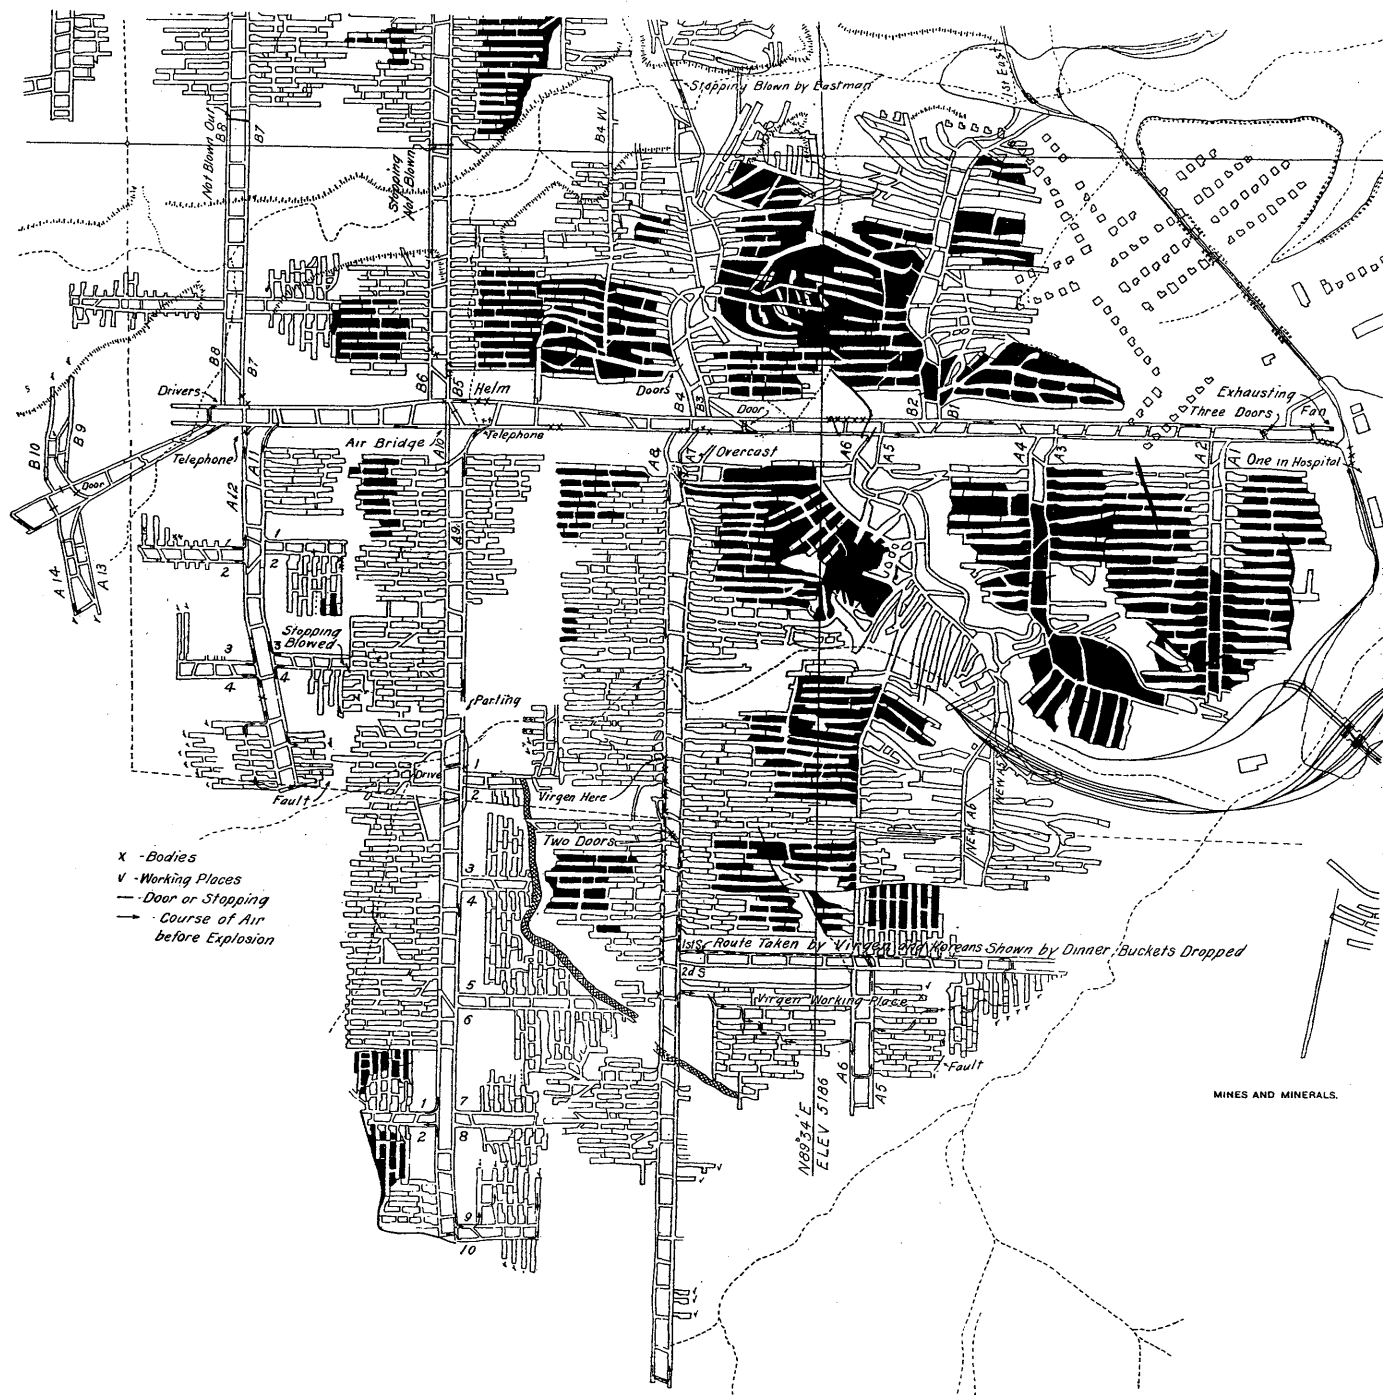 Stopping Blown by Eastman
1st East
B4 W
Not Blown Out
B8
B7
Stopping
Not Blown
B8
B7
B6
B5
Helm
Drivers
Doors
B4
B3
Door
B2
B1
Exhausting
Fan
Three Doors
B10
B9
Telephone
Air Bridge
A10
Telephone
A8
A7
Overcast
A6
A5
A4
A3
A2
A1
One in Hospital
Door
A12
A11
A9
1
2
2
A14
A13
Stopping
Blowed
3
3
4
4
Parting
Drive
1
2
Fault
Virgen Here
New A6
New A5
Two Doors
X - Bodies
V - Working Places
— - Door or Stopping
→ - Course of Air
before Explosion
3
4
1st S
Route Taken by Virgen and Koreans Shown by Dinner Buckets Dropped
2d S
5
6
Virgen Working Place
A6
A5
Fault
N89°34'E
ELEV 5186
MINES AND MINERALS.
1
2
7
8
9
10